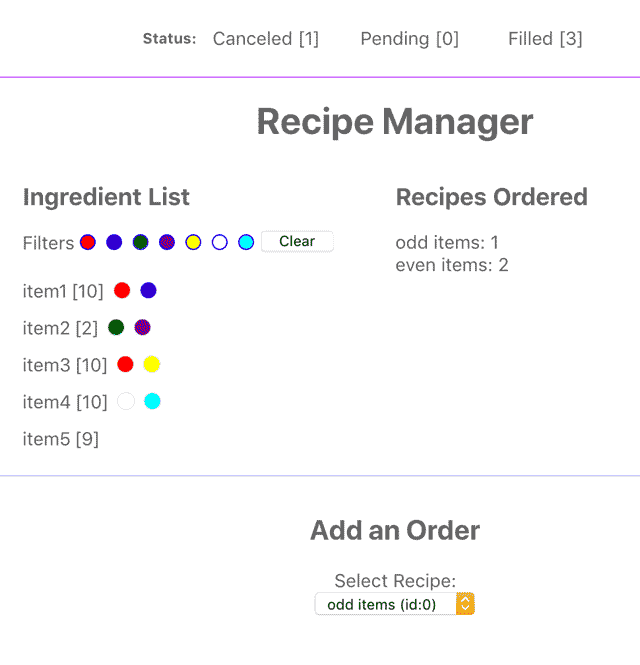 Status: Canceled [1] Pending [0] Filled [3]
Recipe Manager
Ingredient List
Filters Clear
item1 [10]
item2 [2]
item3 [10]
item4 [10]
item5 [9]
Recipes Ordered
odd items: 1
even items: 2
Add an Order
Select Recipe:
odd items (id:0)